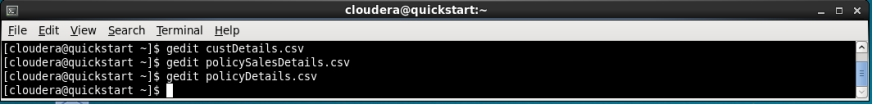 cloudera@quickstart:~
File Edit View Search Terminal Help
[cloudera@quickstart ~]$ gedit custDetails.csv
[cloudera@quickstart ~]$ gedit policySalesDetails.csv
[cloudera@quickstart ~]$ gedit policyDetails.csv
[cloudera@quickstart ~]$